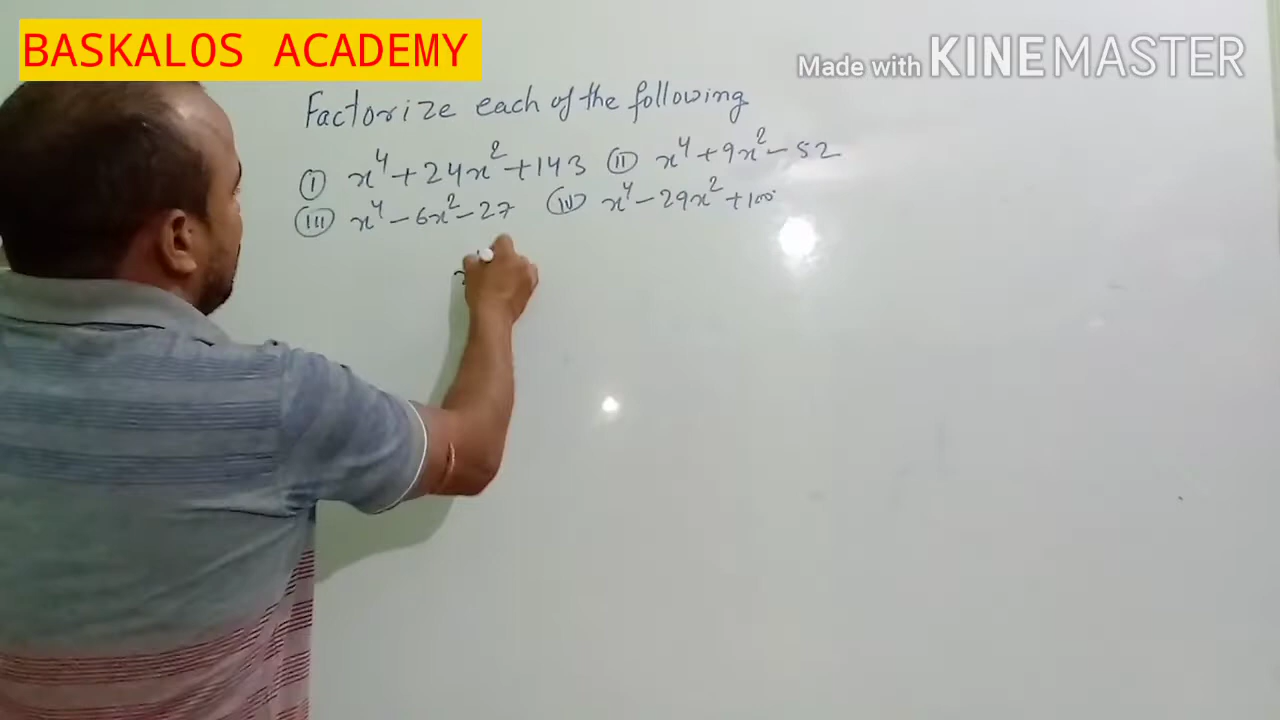 BASKALOS ACADEMY
Made with KINEMASTER
Factorize each of the following
(I) x⁴+24x²+143 (II) x⁴+9x²-52
(III) x⁴-6x²-27 (IV) x⁴-29x²+100